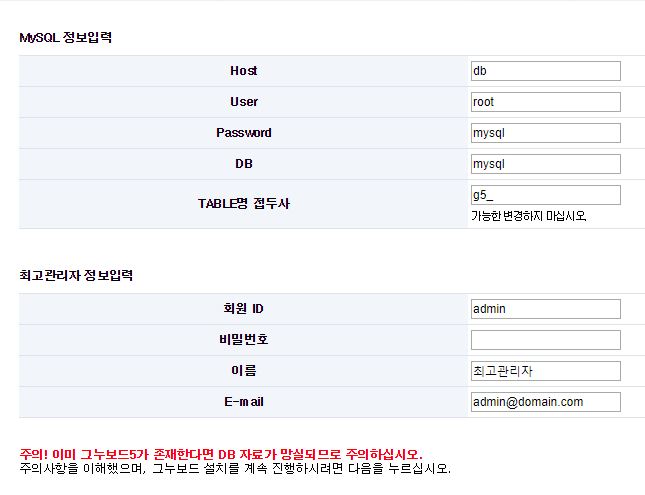 MySQL 정보입력
Host db
User root
Password mysql
DB mysql
TABLE명 접두사 g5_
가능한 변경하지 마십시오.
최고관리자 정보입력
회원 ID admin
비밀번호
이름 최고관리자
E-mail admin@domain.com
주의! 이미 그누보드5가 존재한다면 DB 자료가 망실되므로 주의하십시오.
주의사항을 이해했으며, 그누보드 설치를 계속 진행하시려면 다음을 누르십시오.